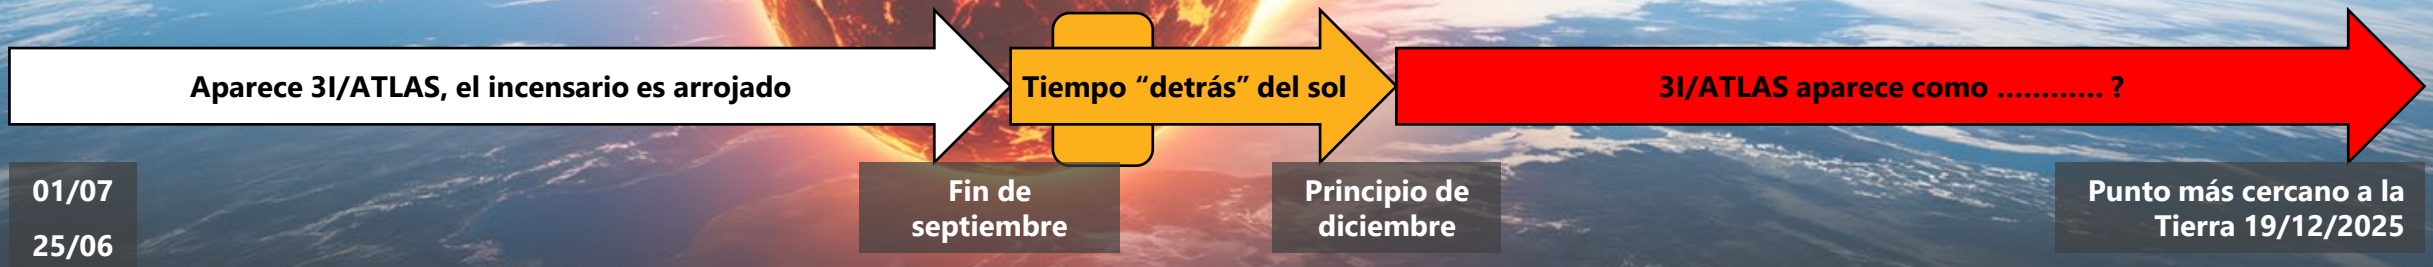 Aparece 3I/ATLAS, el incensario es arrojado
Tiempo “detrás” del sol
3I/ATLAS aparece como ………… ?
01/07
25/06
Fin de
septiembre
Principio de
diciembre
Punto más cercano a la
Tierra 19/12/2025